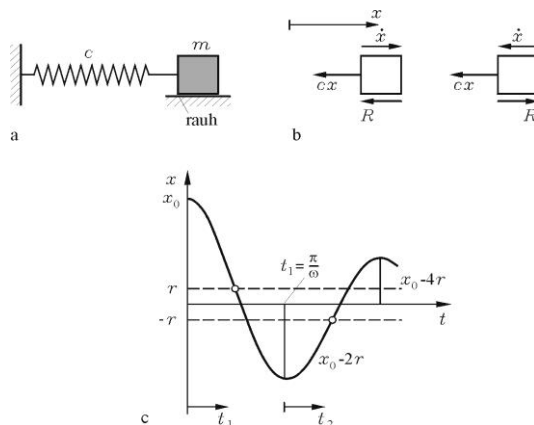 c
m
rauh
a
x
ẋ
cx
R
ẋ
cx
R
b
x
x₀
t₁=π/ω
r
x₀-4r
-r
t
x₀-2r
t₁
t₂
c